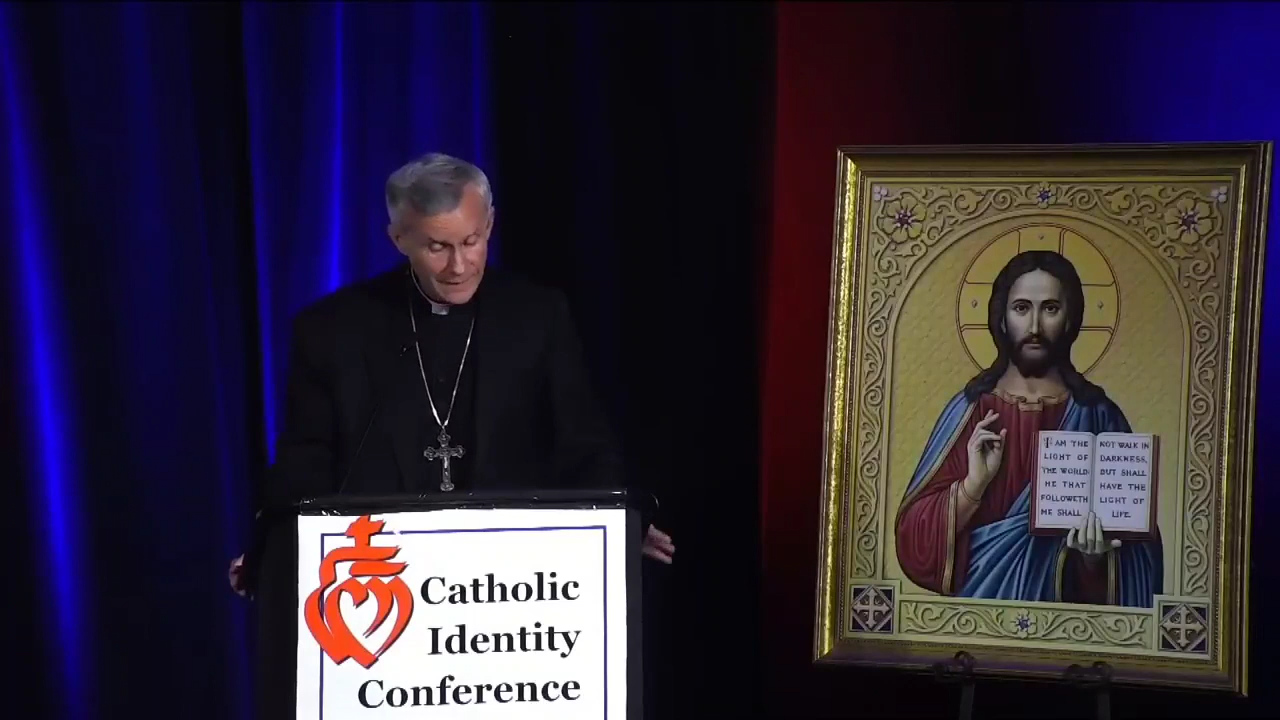 Catholic
Identity
Conference
I AM THE
LIGHT OF
THE WORLD:
HE THAT
FOLLOWETH
ME SHALL
NOT WALK IN
DARKNESS,
BUT SHALL
HAVE THE
LIGHT OF
LIFE.